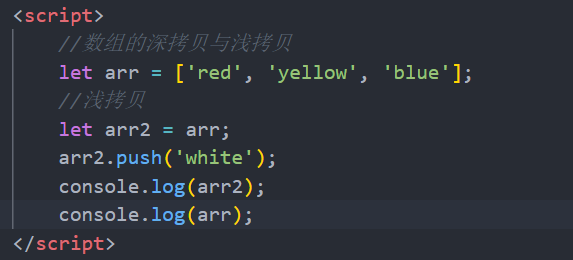 <script>
//数组的深拷贝与浅拷贝
let arr = ['red', 'yellow', 'blue'];
//浅拷贝
let arr2 = arr;
arr2.push('white');
console.log(arr2);
console.log(arr);
</script>